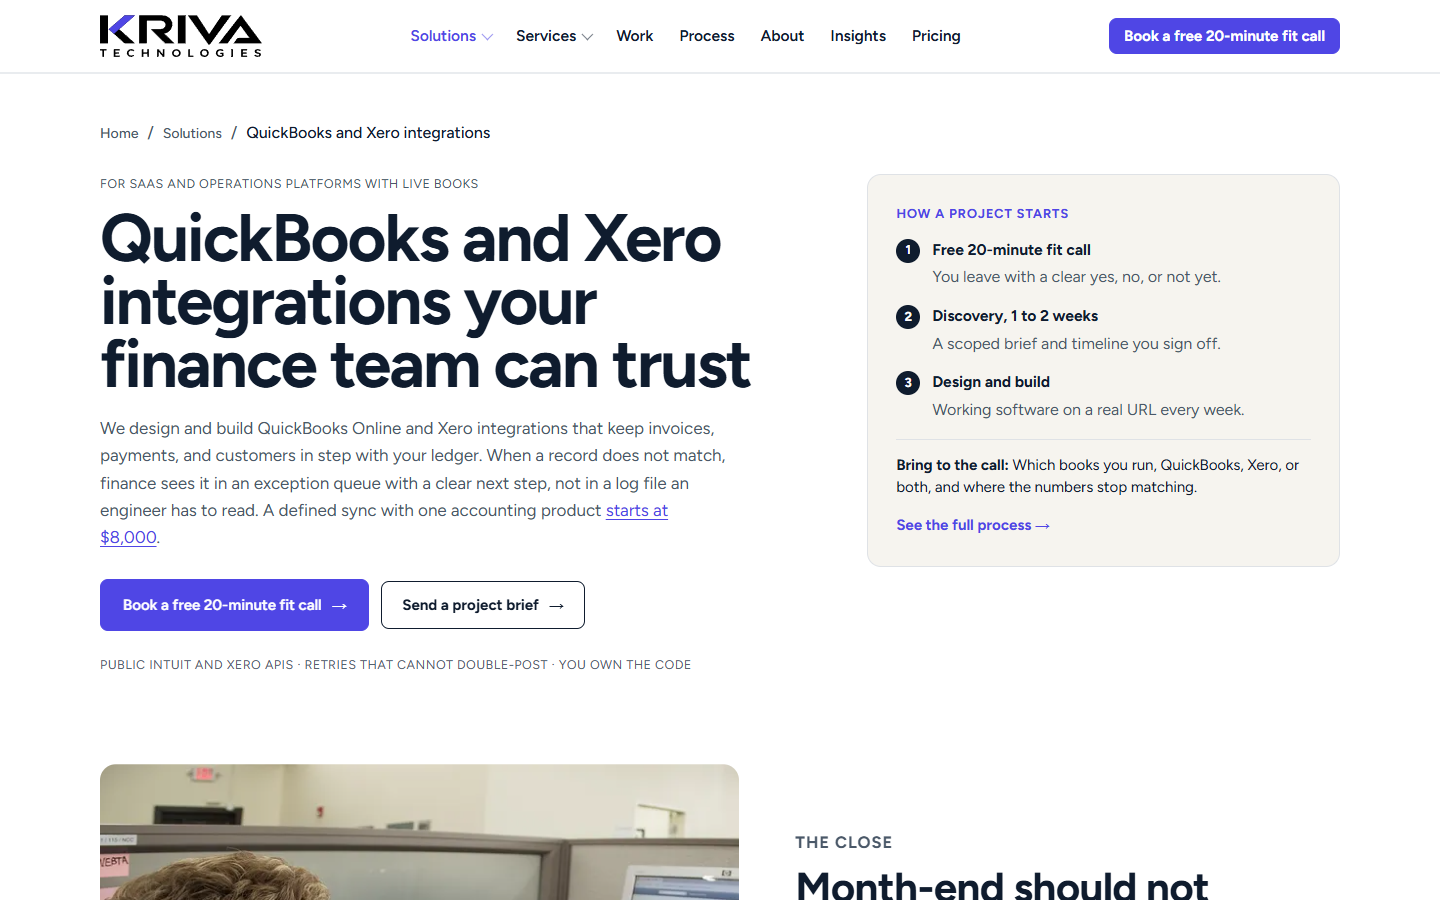 KRIVA
TECHNOLOGIES
Solutions
Services
Work
Process
About
Insights
Pricing
Book a free 20-minute fit call
Home / Solutions / QuickBooks and Xero integrations
FOR SAAS AND OPERATIONS PLATFORMS WITH LIVE BOOKS
QuickBooks and Xero
integrations your
finance team can trust
We design and build QuickBooks Online and Xero integrations that keep invoices,
payments, and customers in step with your ledger. When a record does not match,
finance sees it in an exception queue with a clear next step, not in a log file an
engineer has to read. A defined sync with one accounting product starts at
$8,000.
Book a free 20-minute fit call →
Send a project brief →
PUBLIC INTUIT AND XERO APIS · RETRIES THAT CANNOT DOUBLE-POST · YOU OWN THE CODE
HOW A PROJECT STARTS
1 Free 20-minute fit call
You leave with a clear yes, no, or not yet.
2 Discovery, 1 to 2 weeks
A scoped brief and timeline you sign off.
3 Design and build
Working software on a real URL every week.
Bring to the call: Which books you run, QuickBooks, Xero, or
both, and where the numbers stop matching.
See the full process →
THE CLOSE
Month-end should not